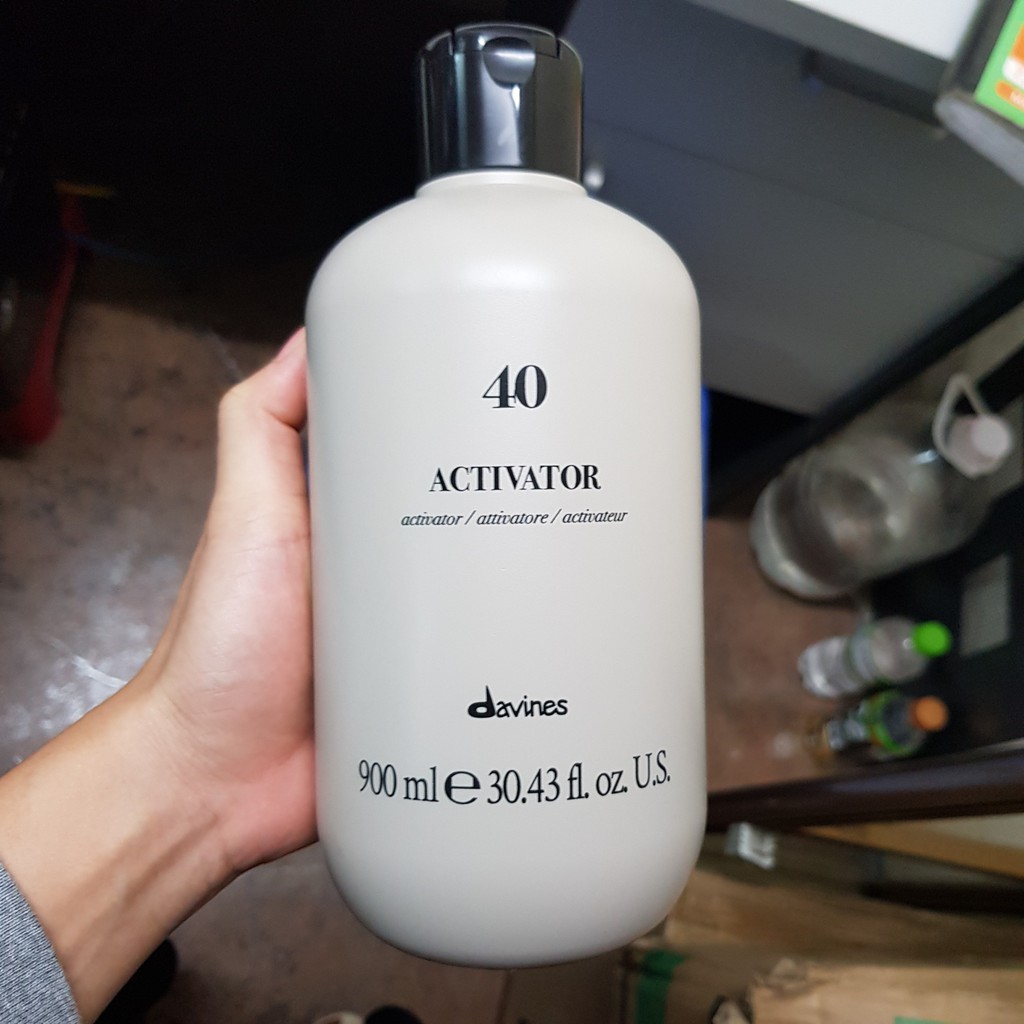 40
ACTIVATOR
activator / attivatore / activateur
davines
900 ml ℮ 30.43 fl. oz. U.S.